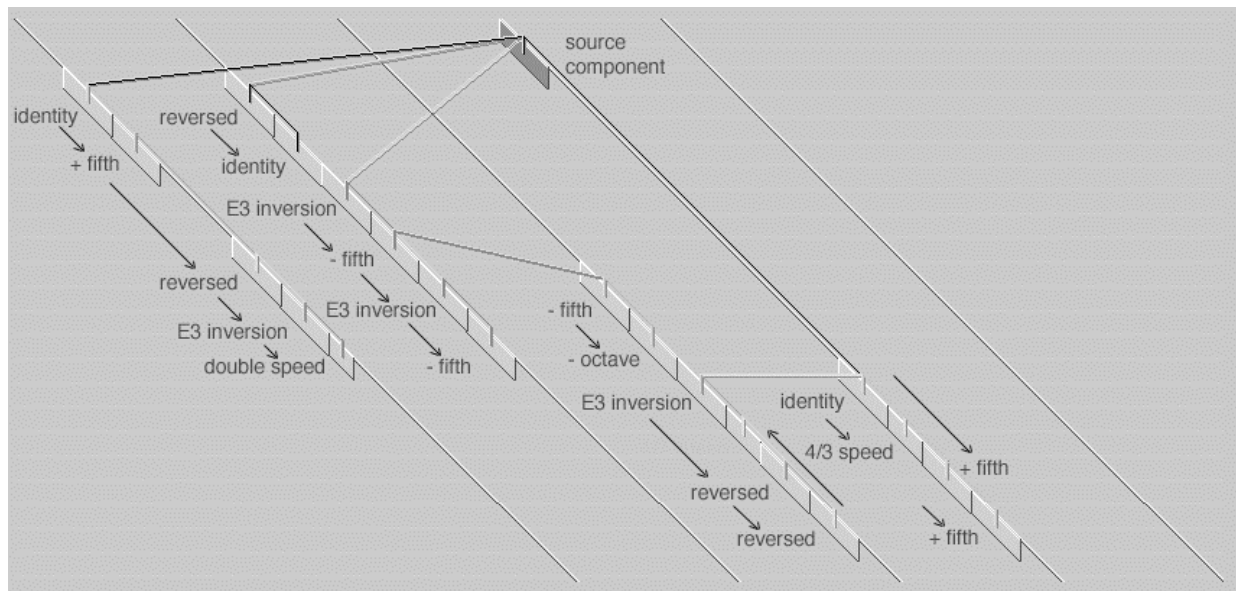 source
component
identity
+ fifth
reversed
E3 inversion
double speed
reversed
identity
E3 inversion
- fifth
E3 inversion
- fifth
- fifth
- octave
E3 inversion
reversed
reversed
identity
4/3 speed
+ fifth
+ fifth